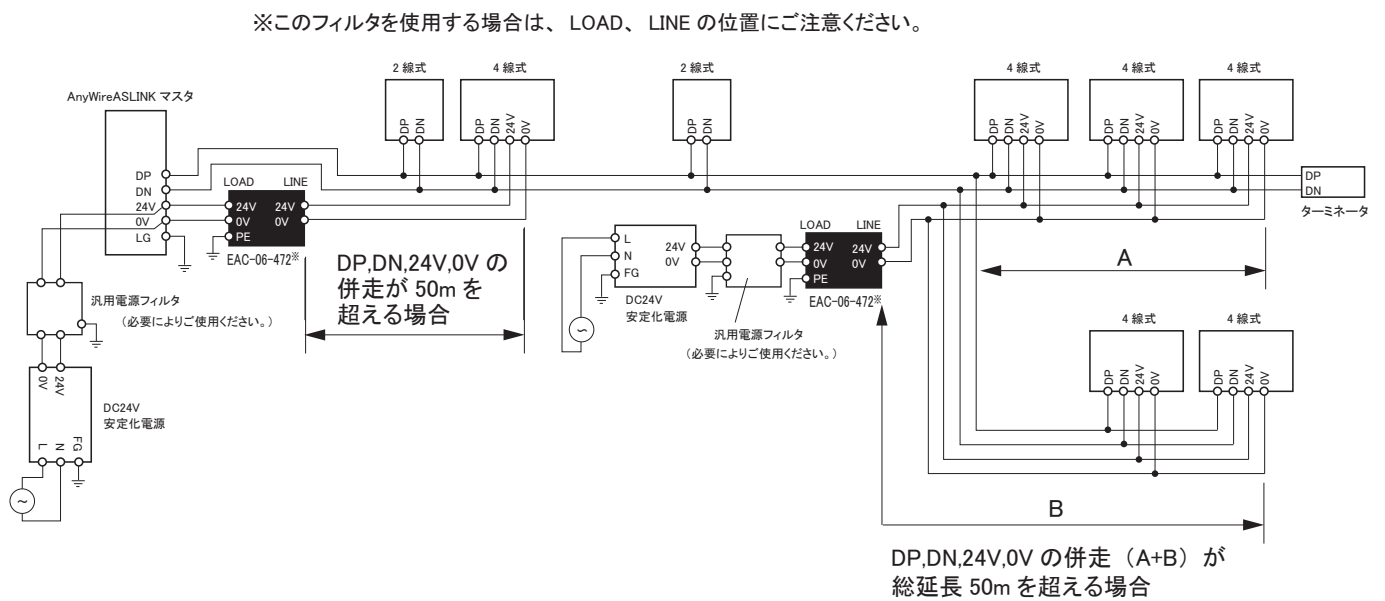 ※このフィルタを使用する場合は、LOAD、LINE の位置にご注意ください。
2 線式
4 線式
2 線式
4 線式
4 線式
4 線式
AnyWireASLINK マスタ
DP
DN
DP
DN
24V
0V
DP
DN
DP
DN
24V
0V
DP
DN
24V
0V
DP
DN
24V
0V
DP
DN
24V
0V
LG
LOAD
LINE
24V
0V
PE
24V
0V
EAC-06-472※
DP
DN
ターミネータ
汎用電源フィルタ
(必要によりご使用ください。)
DP,DN,24V,0V の
併走が 50m を
超える場合
L
N
FG
24V
0V
DC24V
安定化電源
汎用電源フィルタ
(必要によりご使用ください。)
LOAD
LINE
24V
0V
PE
24V
0V
EAC-06-472※
A
4 線式
4 線式
DP
DN
24V
0V
DP
DN
24V
0V
0V
24V
DC24V
安定化電源
L
N
FG
~
~
B
DP,DN,24V,0V の併走（A+B）が
総延長 50m を超える場合